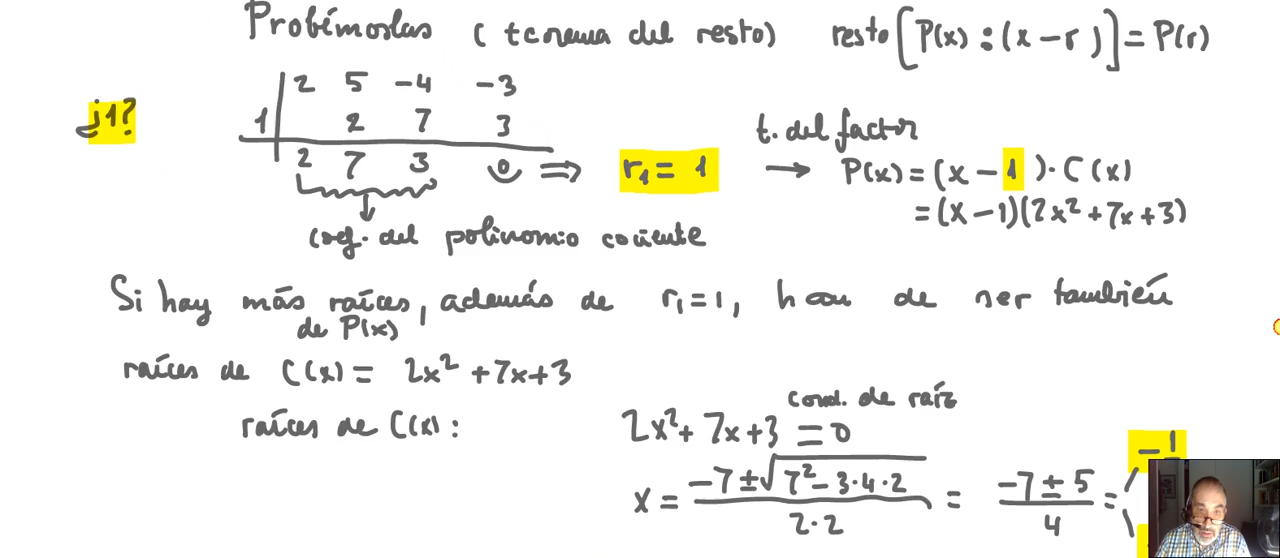 Probémoslas (teorema del resto) resto[P(x):(x-r)]=P(r)
2 5 -4 -3
¿1? 1 2 7 3
2 7 3 0 ⇒ r₁=1 → P(x)=(x-1)·C(x)
t. del factor
=(x-1)(2x²+7x+3)
coef. del polinomio cociente
Si hay más raíces, además de r₁=1, han de ser también
de P(x)
raíces de C(x)= 2x²+7x+3
cond. de raíz
raíces de C(x): 2x²+7x+3=0
x= (-7±√(7²-3·4·2))/(2·2) = (-7±5)/4 =